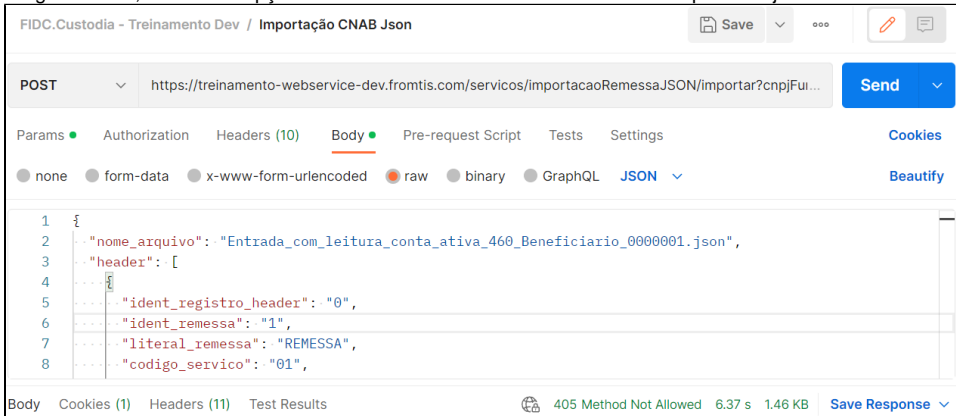 FIDC.Custodia - Treinamento Dev / Importação CNAB Json Save
POST https://treinamento-webservice-dev.fromtis.com/servicos/importacaoRemessaJSON/importar?cnpjFu... Send
Params Authorization Headers (10) Body Pre-request Script Tests Settings Cookies
none form-data x-www-form-urlencoded raw binary GraphQL JSON Beautify
1 {
2 "nome_arquivo": "Entrada_com_leitura_conta_ativa_460_Beneficiario_0000001.json",
3 "header": [
4 {
5 "ident_registro_header": "0",
6 "ident_remessa": "1",
7 "literal_remessa": "REMESSA",
8 "codigo_servico": "01",
Body Cookies (1) Headers (11) Test Results 405 Method Not Allowed 6.37 s 1.46 KB Save Response